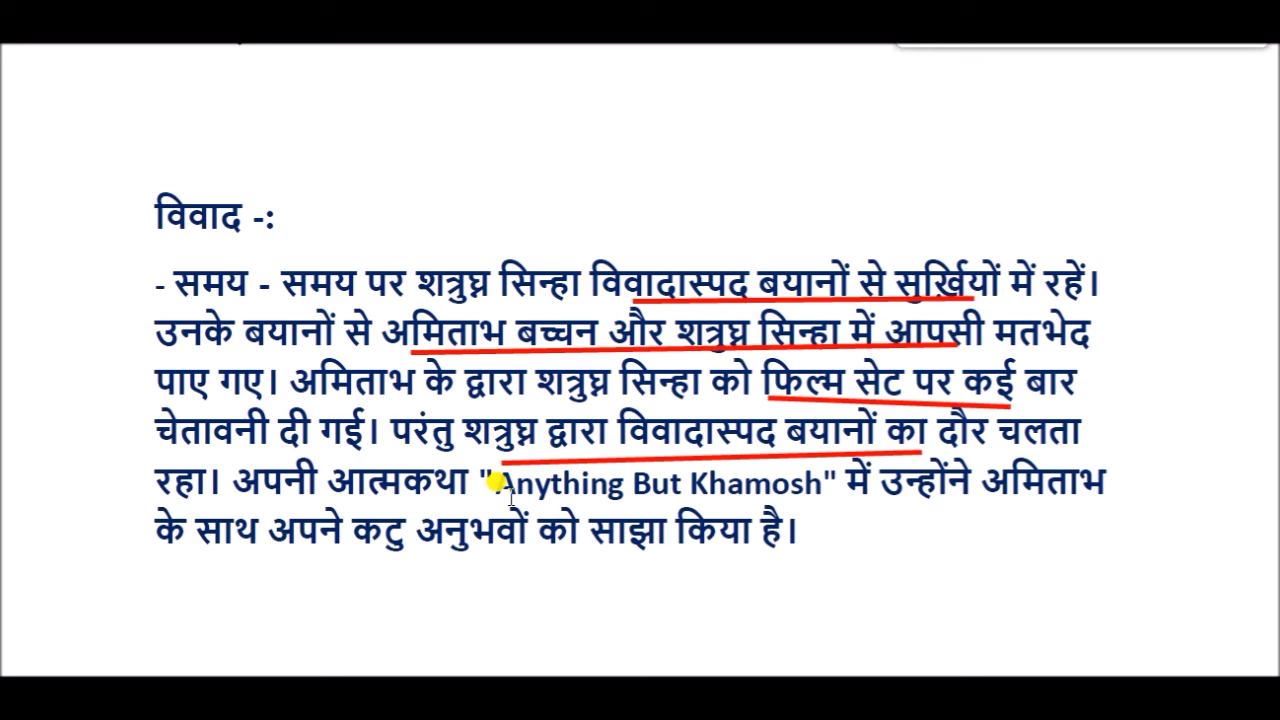 विवाद -:
- समय - समय पर शत्रुघ्न सिन्हा विवादास्पद बयानों से सुर्ख़ियों में रहें।
उनके बयानों से अमिताभ बच्चन और शत्रुघ्न सिन्हा में आपसी मतभेद
पाए गए। अमिताभ के द्वारा शत्रुघ्न सिन्हा को फिल्म सेट पर कई बार
चेतावनी दी गई। परंतु शत्रुघ्न द्वारा विवादास्पद बयानों का दौर चलता
रहा। अपनी आत्मकथा "Anything But Khamosh" में उन्होंने अमिताभ
के साथ अपने कटु अनुभवों को साझा किया है।